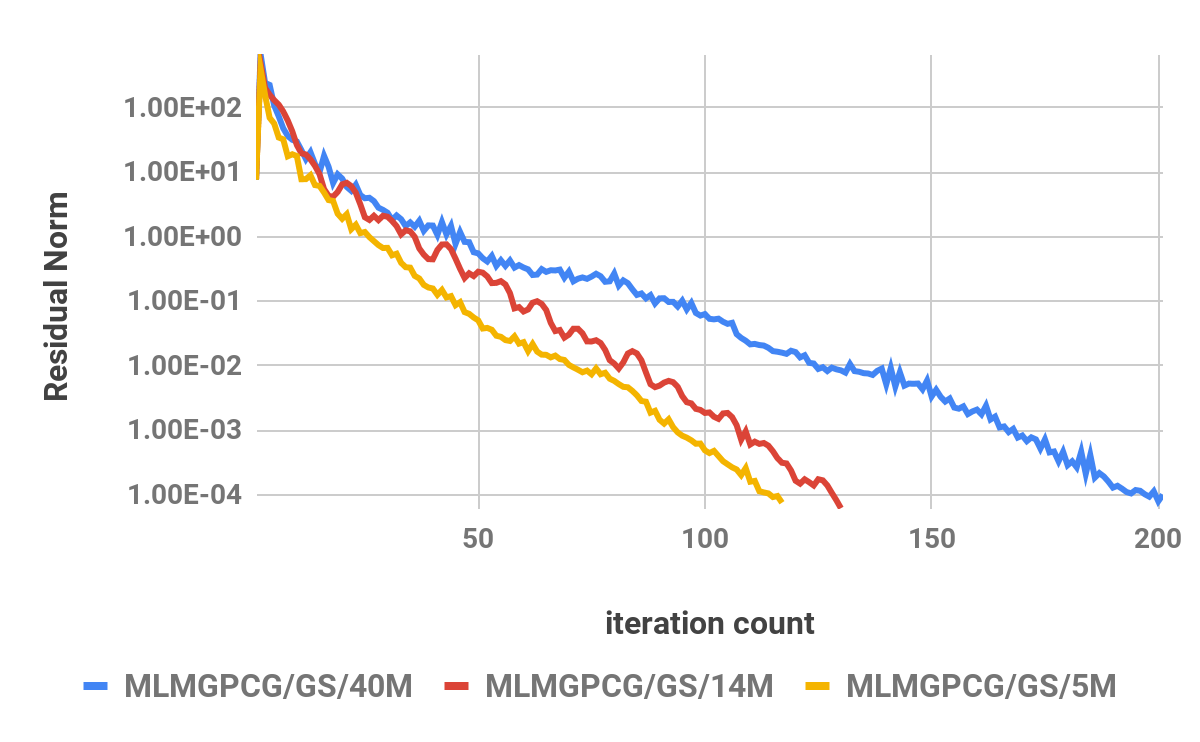 1.00E+02
1.00E+01
1.00E+00
1.00E-01
1.00E-02
1.00E-03
1.00E-04
Residual Norm
50 100 150 200
iteration count
MLMGPCG/GS/40M MLMGPCG/GS/14M MLMGPCG/GS/5M